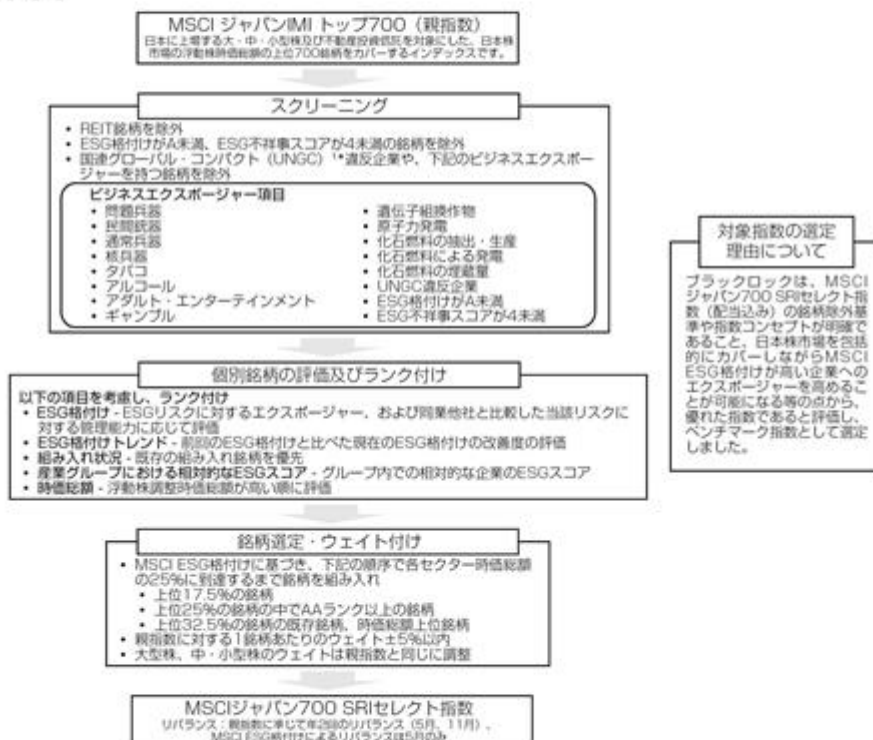 MSCI ジャパンIMI トップ700（親指数）
日本に上場する大・中・小型株及び不動産投資信託を対象にした、日本株
市場の浮動株時価総額の上位700銘柄をカバーするインデックスです。
スクリーニング
• REIT銘柄を除外
• ESG格付けがA未満、ESG不祥事スコアが4未満の銘柄を除外
• 国連グローバル・コンパクト（UNGC）違反企業や、下記のビジネスエクスポー
ジャーを持つ銘柄を除外
ビジネスエクスポージャー項目
• 問題兵器
• 民間銃器
• 通常兵器
• 核兵器
• タバコ
• アルコール
• アダルト・エンターテインメント
• ギャンブル
• 遺伝子組換作物
• 原子力発電
• 化石燃料の抽出・生産
• 化石燃料による発電
• 化石燃料の埋蔵量
• UNGC違反企業
• ESG格付けがA未満
• ESG不祥事スコアが4未満
個別銘柄の評価及びランク付け
以下の項目を考慮し、ランク付け
• ESG格付け - ESGリスクに対するエクスポージャー、および同業他社と比較した当該リスクに
対する管理能力に応じて評価
• ESG格付けトレンド - 前回のESG格付けと比べた現在のESG格付けの改善度の評価
• 組み入れ状況 - 既存の組み入れ銘柄を優先
• 産業グループにおける相対的なESGスコア - グループ内での相対的な企業のESGスコア
• 時価総額 - 浮動株調整時価総額が高い順に評価
銘柄選定・ウェイト付け
• MSCI ESG格付けに基づき、下記の順序で各セクター時価総額
の25%に到達するまで銘柄を組み入れ
• 上位17.5%の銘柄
• 上位25%の銘柄の中でAAランク以上の銘柄
• 上位32.5%の銘柄の既存銘柄、時価総額上位銘柄
• 親指数に対する1銘柄あたりのウェイト±5%以内
• 大型株、中・小型株のウェイトは親指数と同じに調整
MSCIジャパン700 SRIセレクト指数
リバランス：親指数に準じて年2回のリバランス（5月、11月）、
MSCI ESG格付けによるリバランスは5月のみ
対象指数の選定
理由について
ブラックロックは、MSCI
ジャパン700 SRIセレクト指
数（配当込み）の銘柄除外基
準や指数コンセプトが明確で
あること、日本株市場を包括
的にカバーしながらMSCI
ESG格付けが高い企業への
エクスポージャーを高めるこ
とが可能になる等の点から、
優れた指数であると評価し、
ベンチマーク指数として選定
しました。